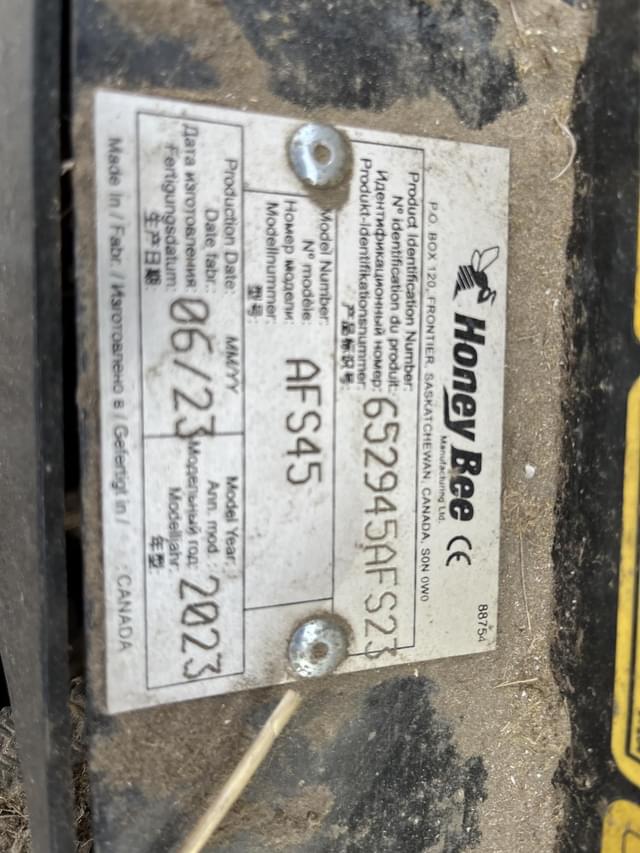 Honey Bee CE
Manufacturing Ltd.
88754
P.O. BOX 120, FRONTIER, SASKATCHEWAN, CANADA, S0N 0W0
Product Identification Number:
N° identification du produit:
Идентификационный номер:
Produkt-Identifikationsnummer:
产品标识号:
652945AFS23
Model Number:
N° modèle:
Номер модели:
Modellnummer:
型号:
AFS45
Production Date:
Date fabr.:
Дата изготовления:
Fertigungsdatum:
生产日期:
MM/YY
06/23
Model Year:
Ann. mod.:
Модельный год:
Modelljahr:
年型:
2023
Made In / Fabr. / Изготовлено в / Gefertigt in / : CANADA